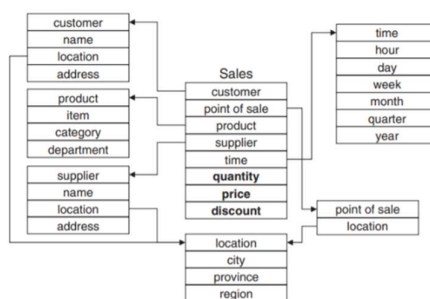 customer
name
location
address
product
item
category
department
supplier
name
location
address
Sales
customer
point of sale
product
supplier
time
quantity
price
discount
time
hour
day
week
month
quarter
year
point of sale
location
location
city
province
region